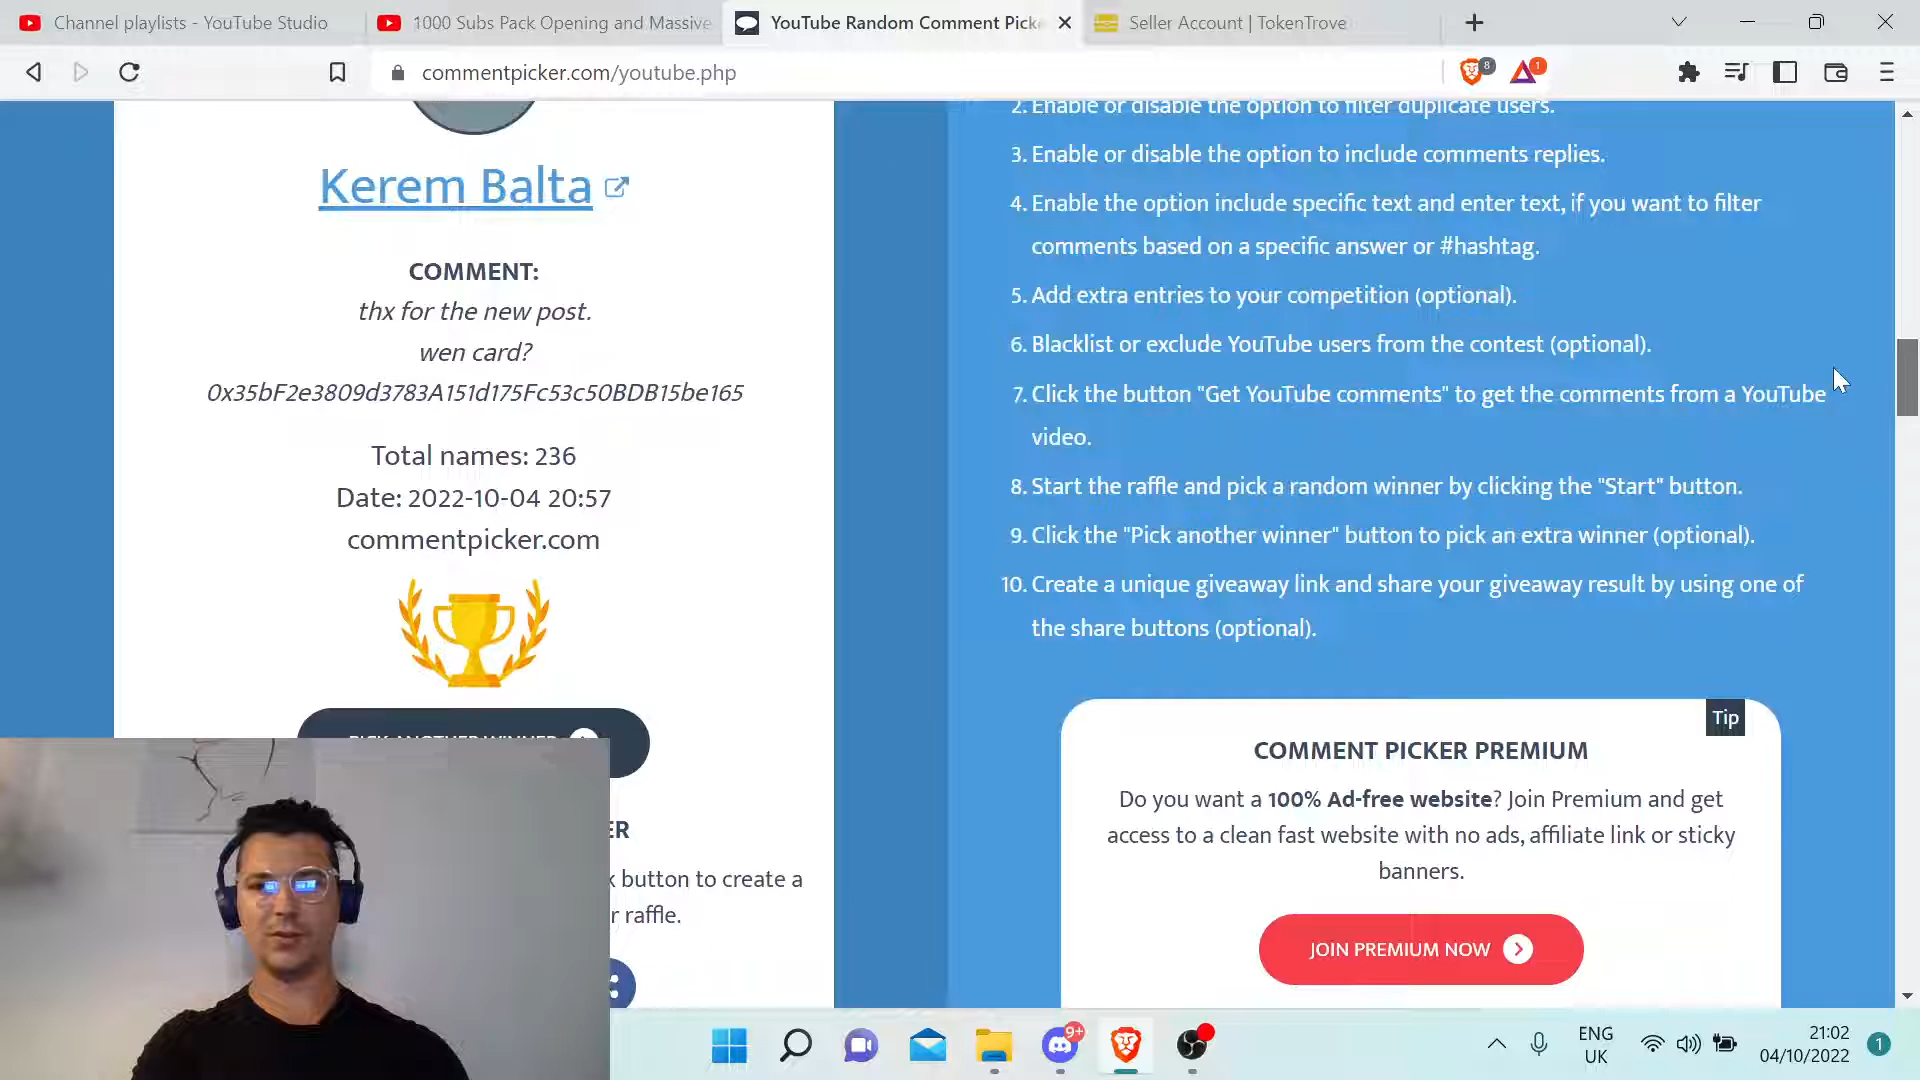 Channel playlists - YouTube Studio
1000 Subs Pack Opening and Massive
YouTube Random Comment Picke
Seller Account | TokenTrove
commentpicker.com/youtube.php
8
1
Kerem Balta
COMMENT:
thx for the new post.
wen card?
0x35bF2e3809d3783A151d175Fc53c50BDB15be165
Total names: 236
Date: 2022-10-04 20:57
commentpicker.com
PICK ANOTHER WINNER
ER
k button to create a
r raffle.
2. Enable or disable the option to filter duplicate users.
3. Enable or disable the option to include comments replies.
4. Enable the option include specific text and enter text, if you want to filter
comments based on a specific answer or #hashtag.
5. Add extra entries to your competition (optional).
6. Blacklist or exclude YouTube users from the contest (optional).
7. Click the button "Get YouTube comments" to get the comments from a YouTube
video.
8. Start the raffle and pick a random winner by clicking the "Start" button.
9. Click the "Pick another winner" button to pick an extra winner (optional).
10. Create a unique giveaway link and share your giveaway result by using one of
the share buttons (optional).
Tip
COMMENT PICKER PREMIUM
Do you want a 100% Ad-free website? Join Premium and get
access to a clean fast website with no ads, affiliate link or sticky
banners.
JOIN PREMIUM NOW
9+
ENG
UK
21:02
04/10/2022
1